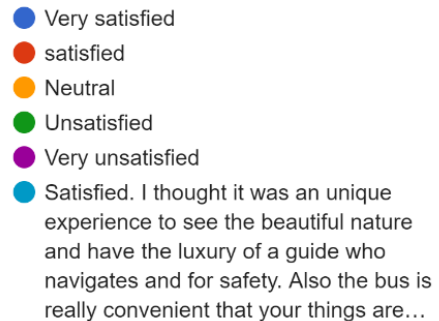 Very satisfied
satisfied
Neutral
Unsatisfied
Very unsatisfied
Satisfied. I thought it was an unique
experience to see the beautiful nature
and have the luxury of a guide who
navigates and for safety. Also the bus is
really convenient that your things are…